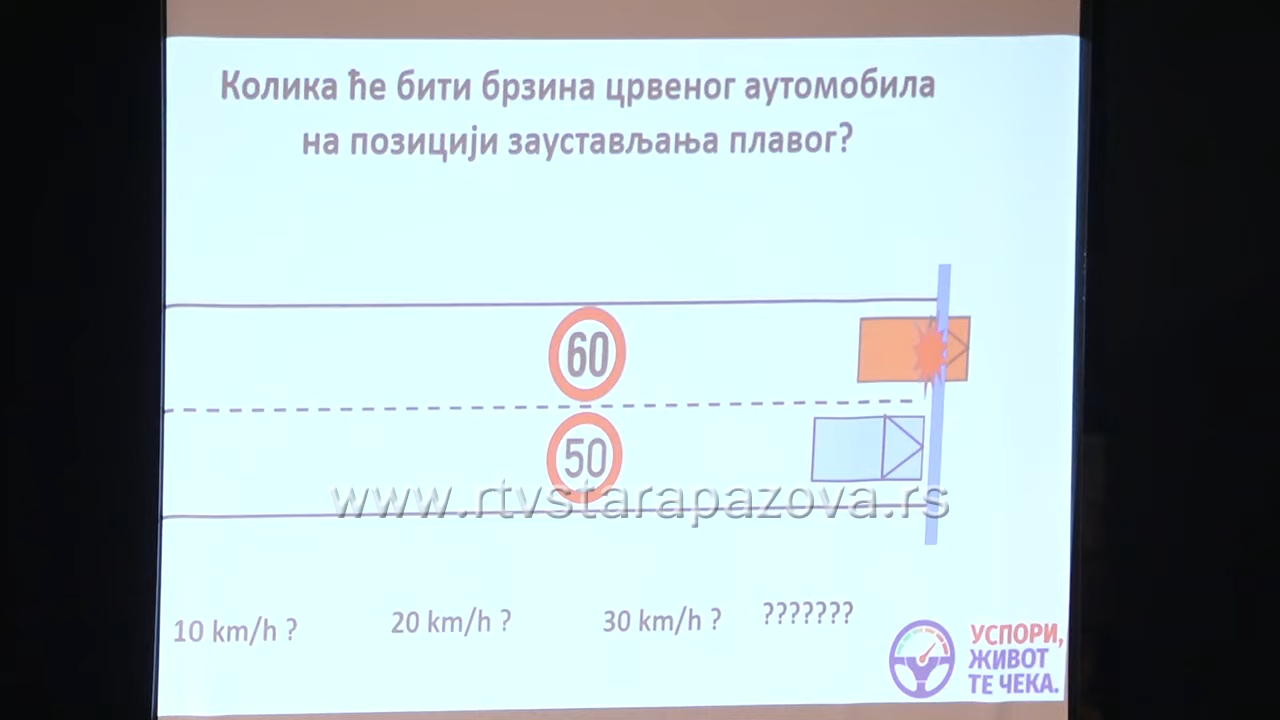 Колика ће бити брзина црвеног аутомобила
на позицији заустављања плавог?
60
50
www.rtvstarapazova.rs
10 km/h ?
20 km/h ?
30 km/h ?
???????
УСПОРИ,
ЖИВОТ
ТЕ ЧЕКА.